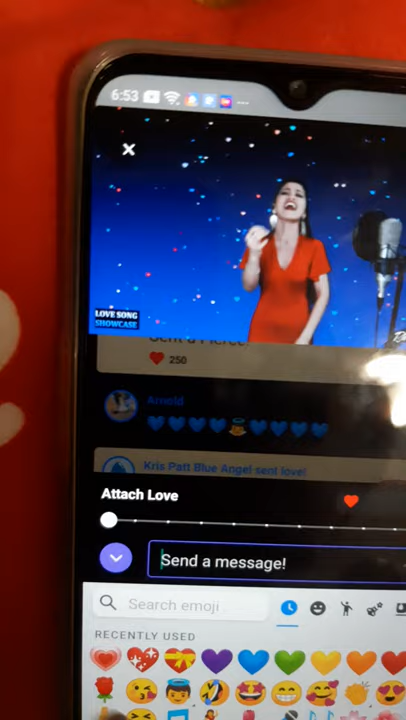 6:53
LOVE SONG
SHOWCASE
250
Arnold
Kris Patt Blue Angel sent love!
Attach Love
Send a message!
Search emoji
RECENTLY USED